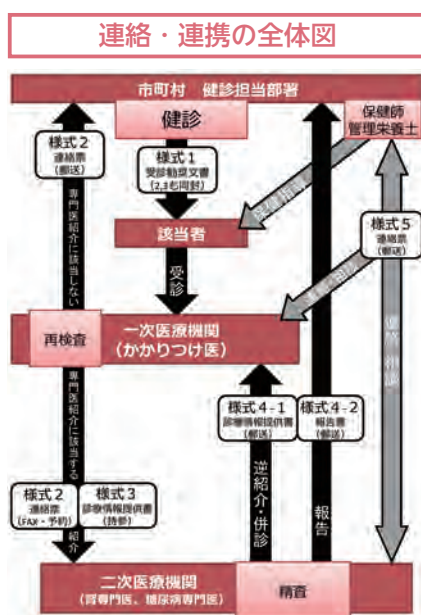 連絡・連携の全体図
市町村 健診担当部署
健診
保健師
管理栄養士
様式2
連絡票
(郵送)
様式1
受診勧奨文書
(2,3も同封)
保健指導
様式5
連絡票
(郵送)
専門医紹介に該当しない
該当者
受診
連絡・相談
再検査
一次医療機関
(かかりつけ医)
連絡・相談
専門医紹介に該当する
様式4-1
診療情報提供書
(郵送)
様式4-2
報告書
(郵送)
逆紹介・併診
報告
様式2
連絡票
(FAX・予約)
様式3
診療情報提供書
(持参)
紹介
二次医療機関
(腎専門医、糖尿病専門医)
精査